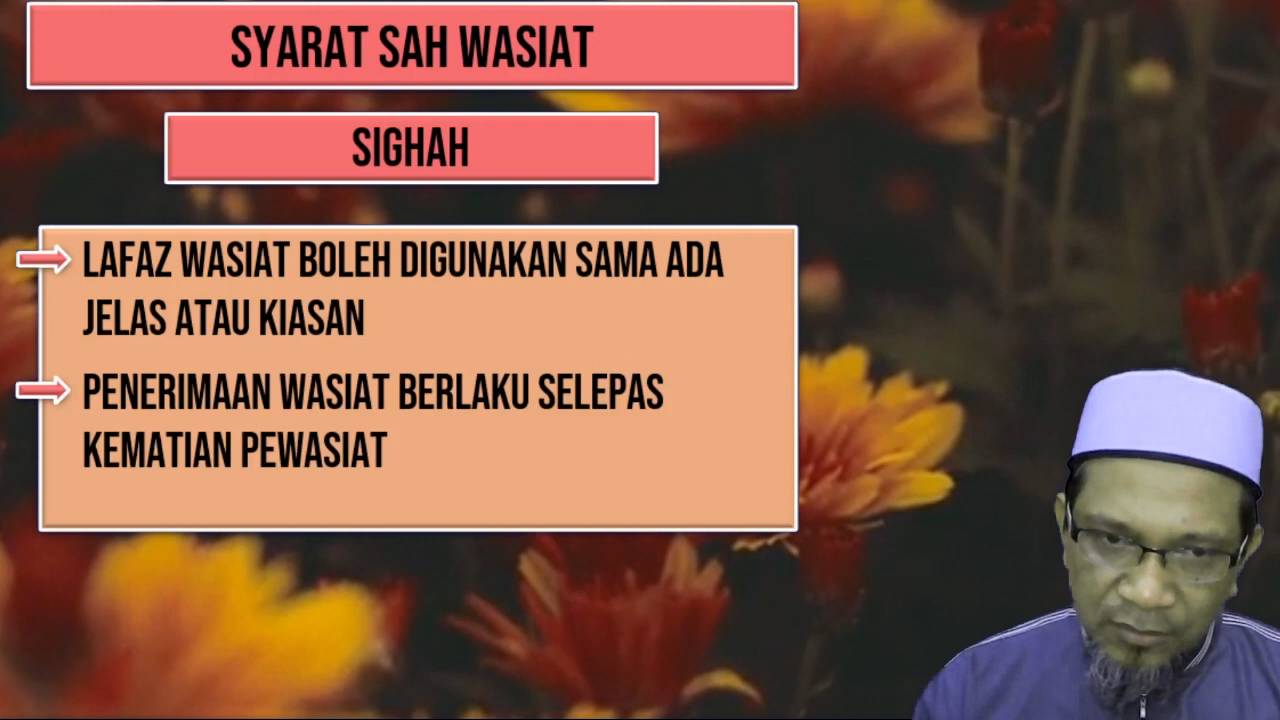 SYARAT SAH WASIAT
SIGHAH
LAFAZ WASIAT BOLEH DIGUNAKAN SAMA ADA
JELAS ATAU KIASAN
PENERIMAAN WASIAT BERLAKU SELEPAS
KEMATIAN PEWASIAT